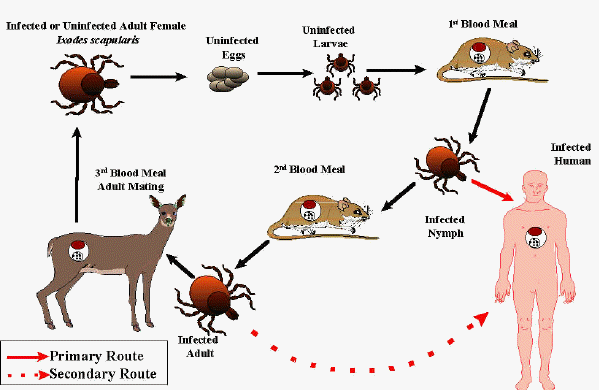 Infected or Uninfected Adult Female
Ixodes scapularis
Uninfected
Eggs
Uninfected
Larvae
1st Blood Meal
Infected
Human
3rd Blood Meal
Adult Mating
2nd Blood Meal
Infected
Nymph
Infected
Adult
Primary Route
Secondary Route